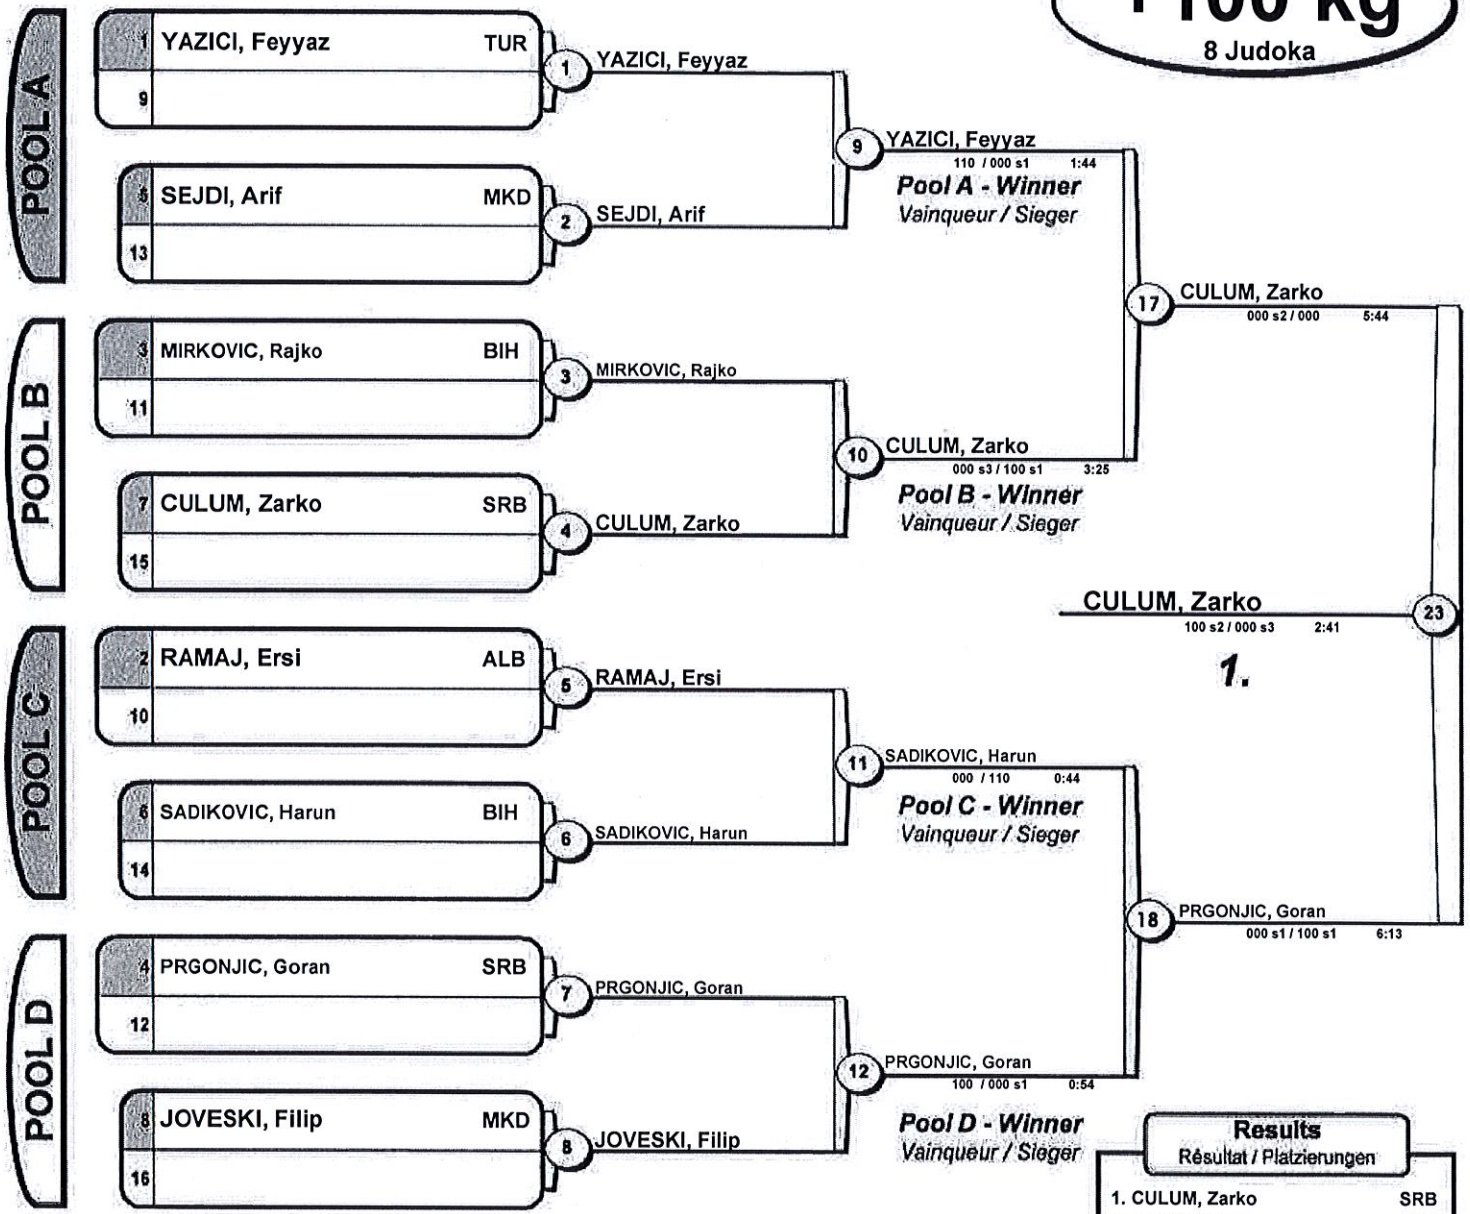 +100 kg
8 Judoka
POOL A
1 YAZICI, Feyyaz TUR
9
1 YAZICI, Feyyaz
5 SEJDI, Arif MKD
13
2 SEJDI, Arif
9 YAZICI, Feyyaz
110 / 000 s1 1:44
Pool A - Winner
Vainqueur / Sieger
POOL B
3 MIRKOVIC, Rajko BIH
11
3 MIRKOVIC, Rajko
7 CULUM, Zarko SRB
15
4 CULUM, Zarko
10 CULUM, Zarko
000 s3 / 100 s1 3:25
Pool B - Winner
Vainqueur / Sieger
17 CULUM, Zarko
000 s2 / 000 5:44
CULUM, Zarko 23
100 s2 / 000 s3 2:41
1.
POOL C
2 RAMAJ, Ersi ALB
10
5 RAMAJ, Ersi
6 SADIKOVIC, Harun BIH
14
6 SADIKOVIC, Harun
11 SADIKOVIC, Harun
000 / 110 0:44
Pool C - Winner
Vainqueur / Sieger
POOL D
4 PRGONJIC, Goran SRB
12
7 PRGONJIC, Goran
8 JOVESKI, Filip MKD
16
8 JOVESKI, Filip
12 PRGONJIC, Goran
100 / 000 s1 0:54
Pool D - Winner
Vainqueur / Sieger
18 PRGONJIC, Goran
000 s1 / 100 s1 6:13
Results
Résultat / Platzierungen
1. CULUM, Zarko SRB